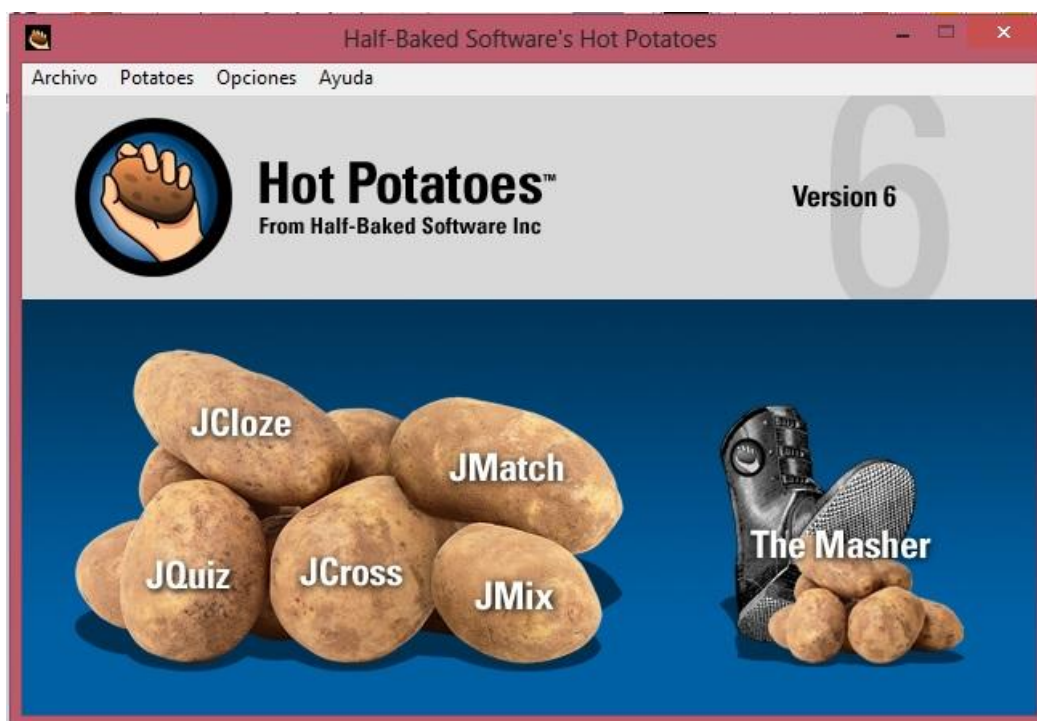 Half-Baked Software's Hot Potatoes
Archivo Potatoes Opciones Ayuda
Hot Potatoes™
From Half-Baked Software Inc
Version 6
6
JCloze
JMatch
JQuiz
JCross
JMix
The Masher